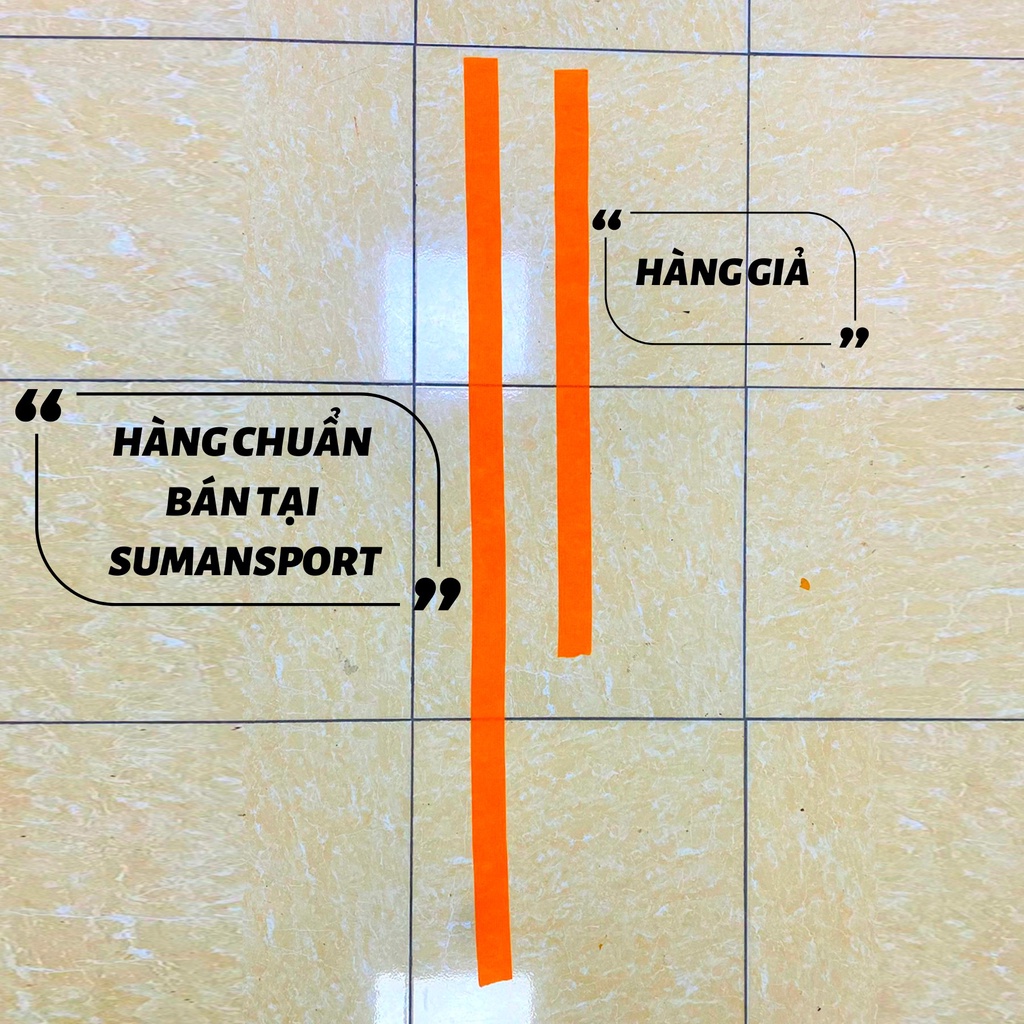 HÀNG GIẢ
HÀNG CHUẨN
BÁN TẠI
SUMANSPORT